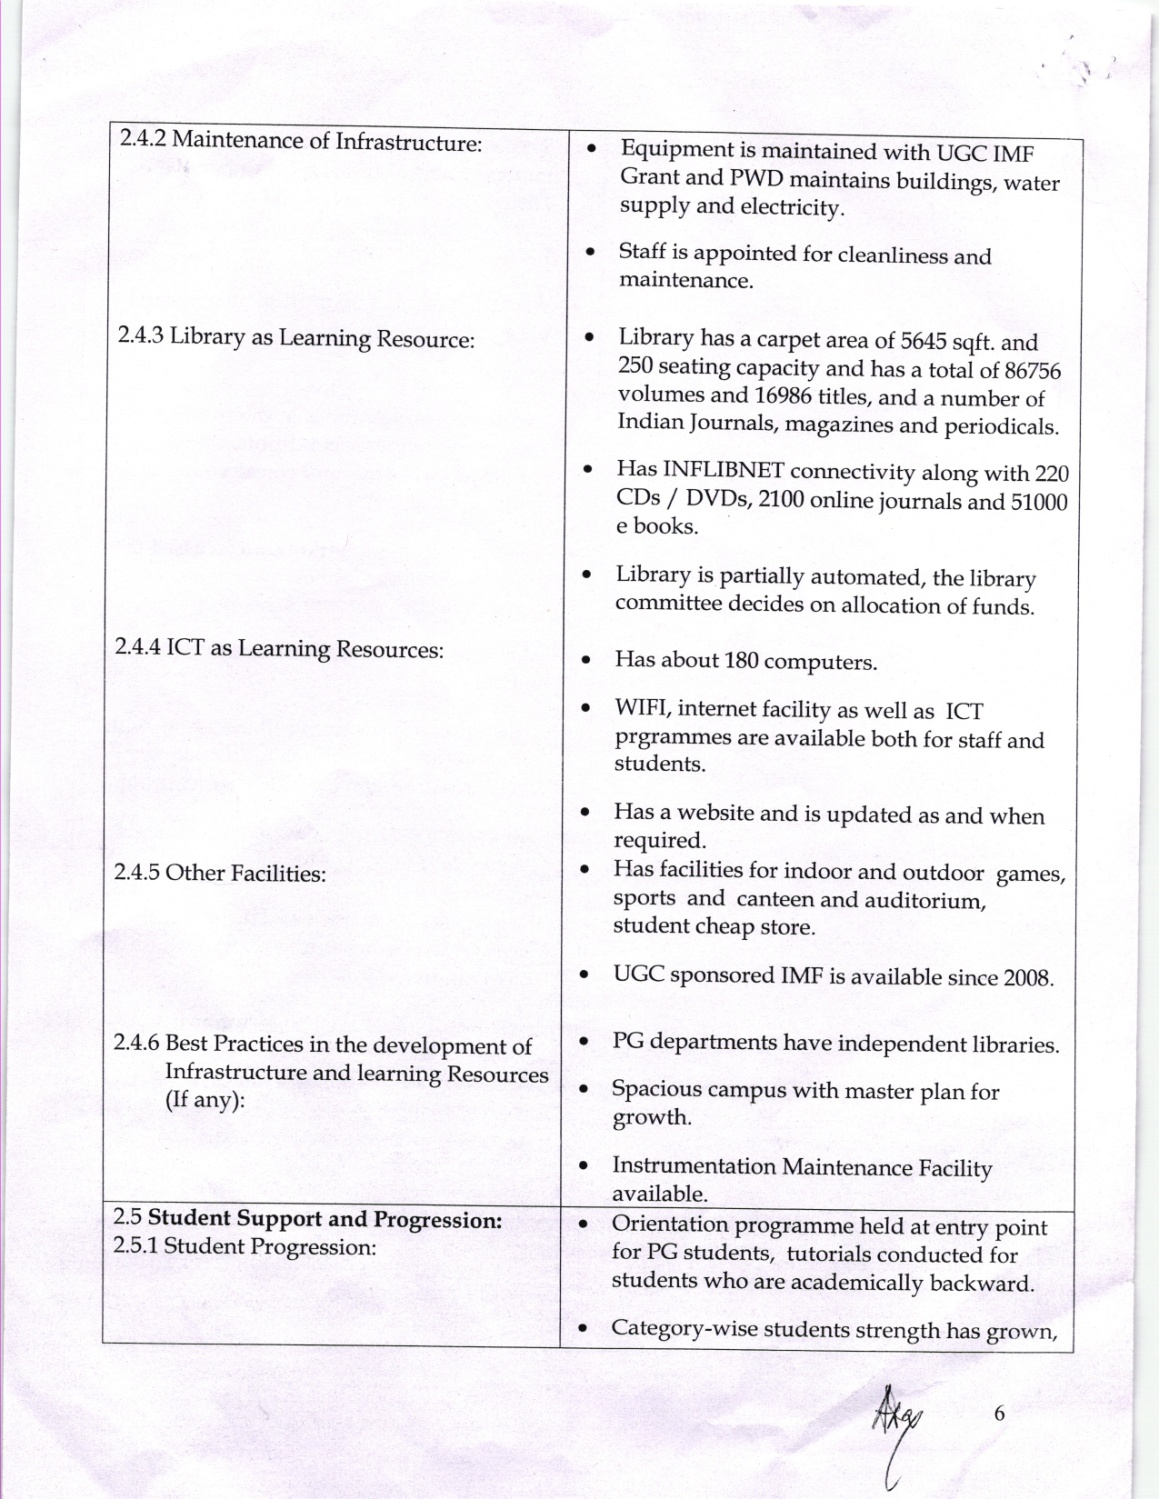 2.4.2 Maintenance of Infrastructure:
• Equipment is maintained with UGC IMF
Grant and PWD maintains buildings, water
supply and electricity.
• Staff is appointed for cleanliness and
maintenance.
2.4.3 Library as Learning Resource:
• Library has a carpet area of 5645 sqft. and
250 seating capacity and has a total of 86756
volumes and 16986 titles, and a number of
Indian Journals, magazines and periodicals.
• Has INFLIBNET connectivity along with 220
CDs / DVDs, 2100 online journals and 51000
e books.
• Library is partially automated, the library
committee decides on allocation of funds.
2.4.4 ICT as Learning Resources:
• Has about 180 computers.
• WIFI, internet facility as well as ICT
prgrammes are available both for staff and
students.
• Has a website and is updated as and when
required.
2.4.5 Other Facilities:
• Has facilities for indoor and outdoor games,
sports and canteen and auditorium,
student cheap store.
• UGC sponsored IMF is available since 2008.
2.4.6 Best Practices in the development of
Infrastructure and learning Resources
(If any):
• PG departments have independent libraries.
• Spacious campus with master plan for
growth.
• Instrumentation Maintenance Facility
available.
2.5 Student Support and Progression:
2.5.1 Student Progression:
• Orientation programme held at entry point
for PG students, tutorials conducted for
students who are academically backward.
• Category-wise students strength has grown,
6